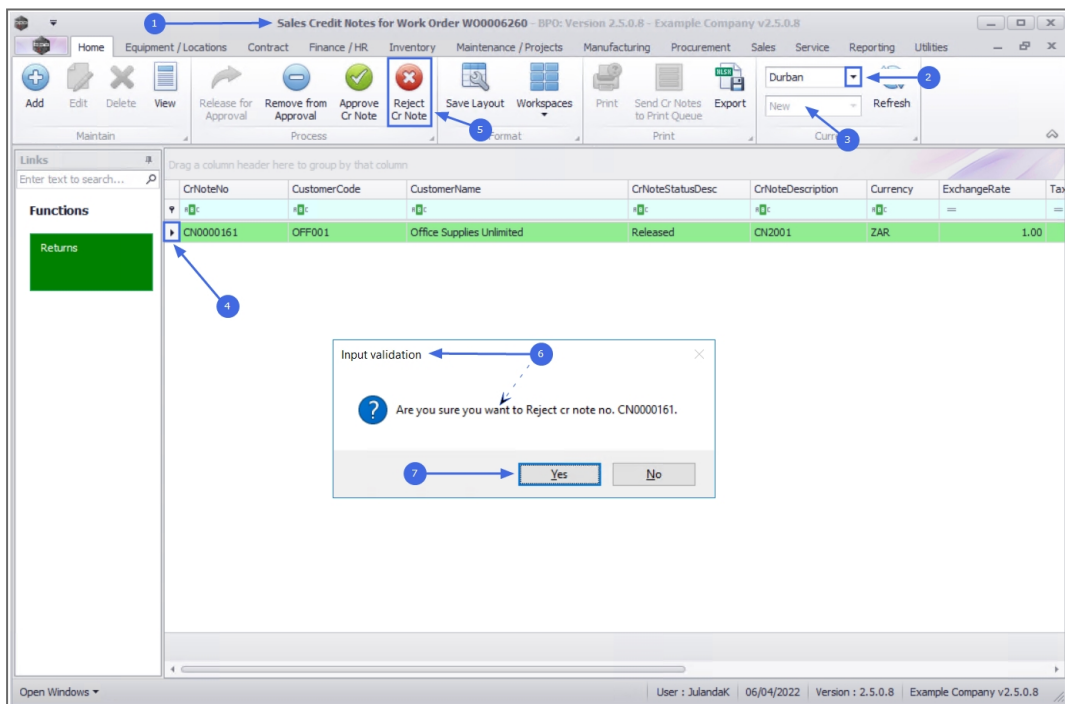 1
Sales Credit Notes for Work Order WO0006260 - BPO: Version 2.5.0.8 - Example Company v2.5.0.8
Home Equipment / Locations Contract Finance / HR Inventory Maintenance / Projects Manufacturing Procurement Sales Service Reporting Utilities
Add Edit Delete View Release for Approval Remove from Approval Approve Cr Note Reject Cr Note Save Layout Workspaces Print Send Cr Notes to Print Queue Export Durban Refresh
2
New
3
5
Maintain Process Format Print Curr
Links
Drag a column header here to group by that column
Enter text to search...
CrNoteNo CustomerCode CustomerName CrNoteStatusDesc CrNoteDescription Currency ExchangeRate Tax
Functions
= =
CN0000161 OFF001 Office Supplies Unlimited Released CN2001 ZAR 1.00
Returns
4
Input validation
6
Are you sure you want to Reject cr note no. CN0000161.
7
Yes No
Open Windows User : JulandaK 06/04/2022 Version : 2.5.0.8 Example Company v2.5.0.8